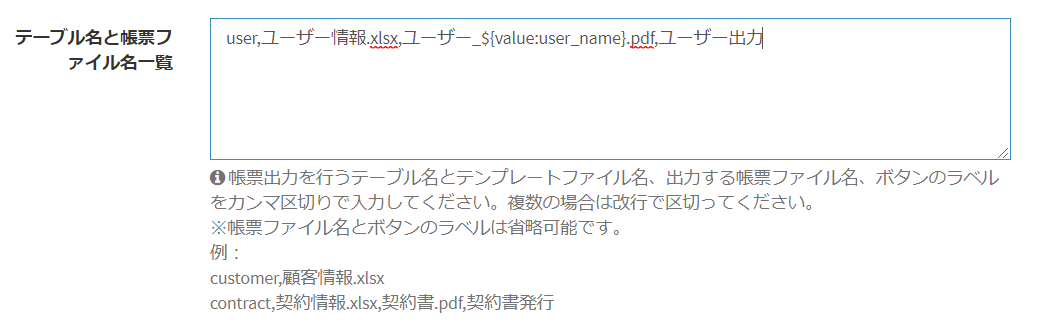 テーブル名と帳票フ
ァイル名一覧
user,ユーザー情報.xlsx,ユーザー_${value:user_name}.pdf,ユーザー出力
帳票出力を行うテーブル名とテンプレートファイル名、出力する帳票ファイル名、ボタンのラベル
をカンマ区切りで入力してください。複数の場合は改行で区切ってください。
※帳票ファイル名とボタンのラベルは省略可能です。
例：
customer,顧客情報.xlsx
contract,契約情報.xlsx,契約書.pdf,契約書発行